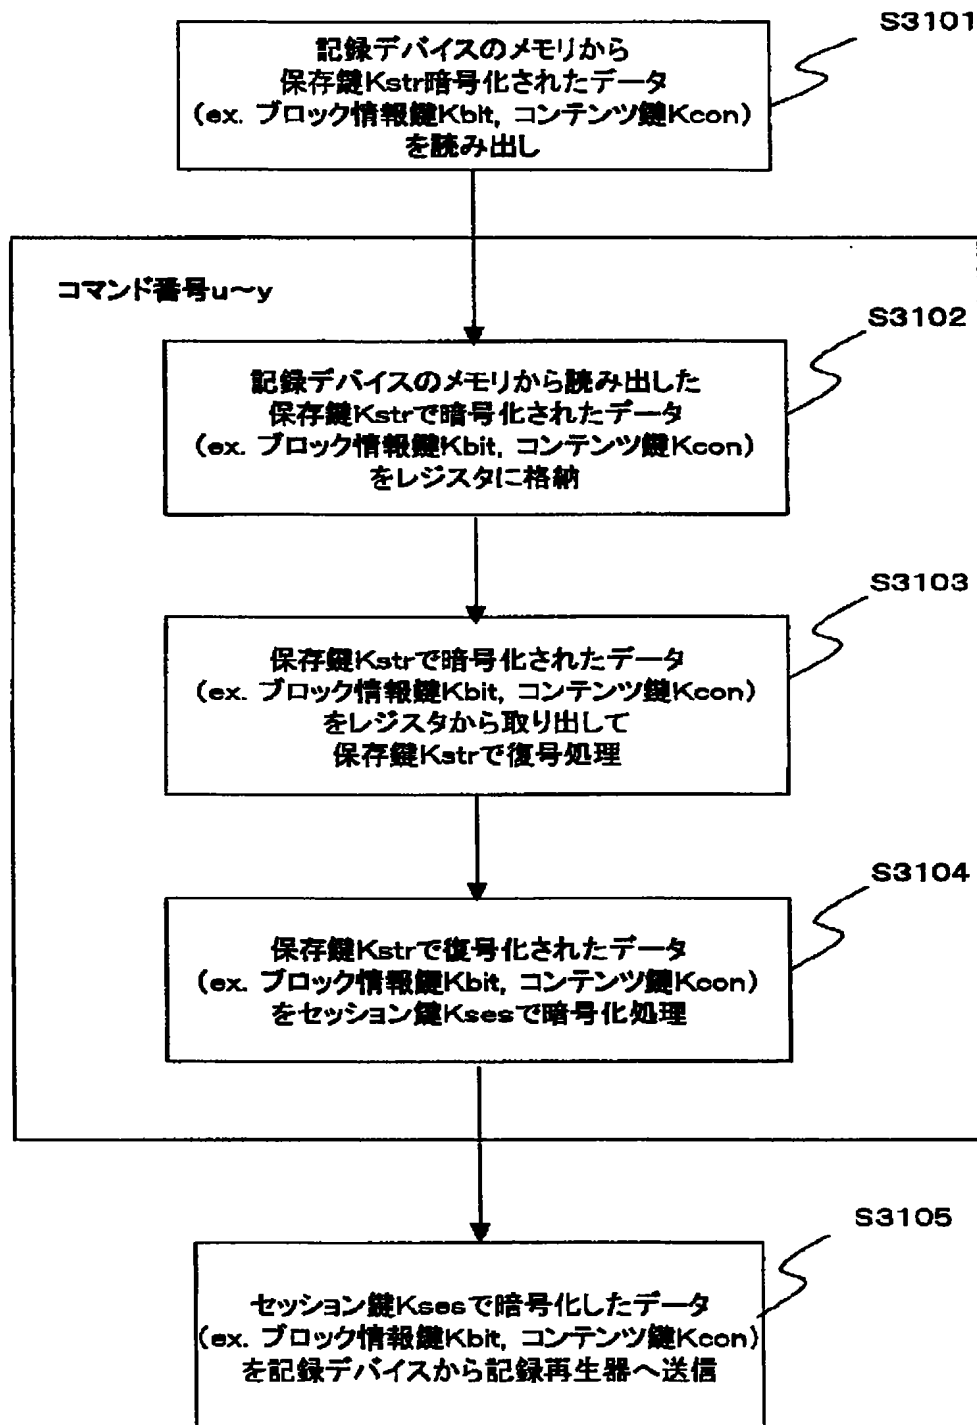 S3101
記録デバイスのメモリから
保存鍵Kstr暗号化されたデータ
(ex. ブロック情報鍵Kbit, コンテンツ鍵Kcon)
を読み出し
コマンド番号u～y
S3102
記録デバイスのメモリから読み出した
保存鍵Kstrで暗号化されたデータ
(ex. ブロック情報鍵Kbit, コンテンツ鍵Kcon)
をレジスタに格納
S3103
保存鍵Kstrで暗号化されたデータ
(ex. ブロック情報鍵Kbit, コンテンツ鍵Kcon)
をレジスタから取り出して
保存鍵Kstrで復号処理
S3104
保存鍵Kstrで復号化されたデータ
(ex. ブロック情報鍵Kbit, コンテンツ鍵Kcon)
をセッション鍵Ksesで暗号化処理
S3105
セッション鍵Ksesで暗号化したデータ
(ex. ブロック情報鍵Kbit, コンテンツ鍵Kcon)
を記録デバイスから記録再生器へ送信